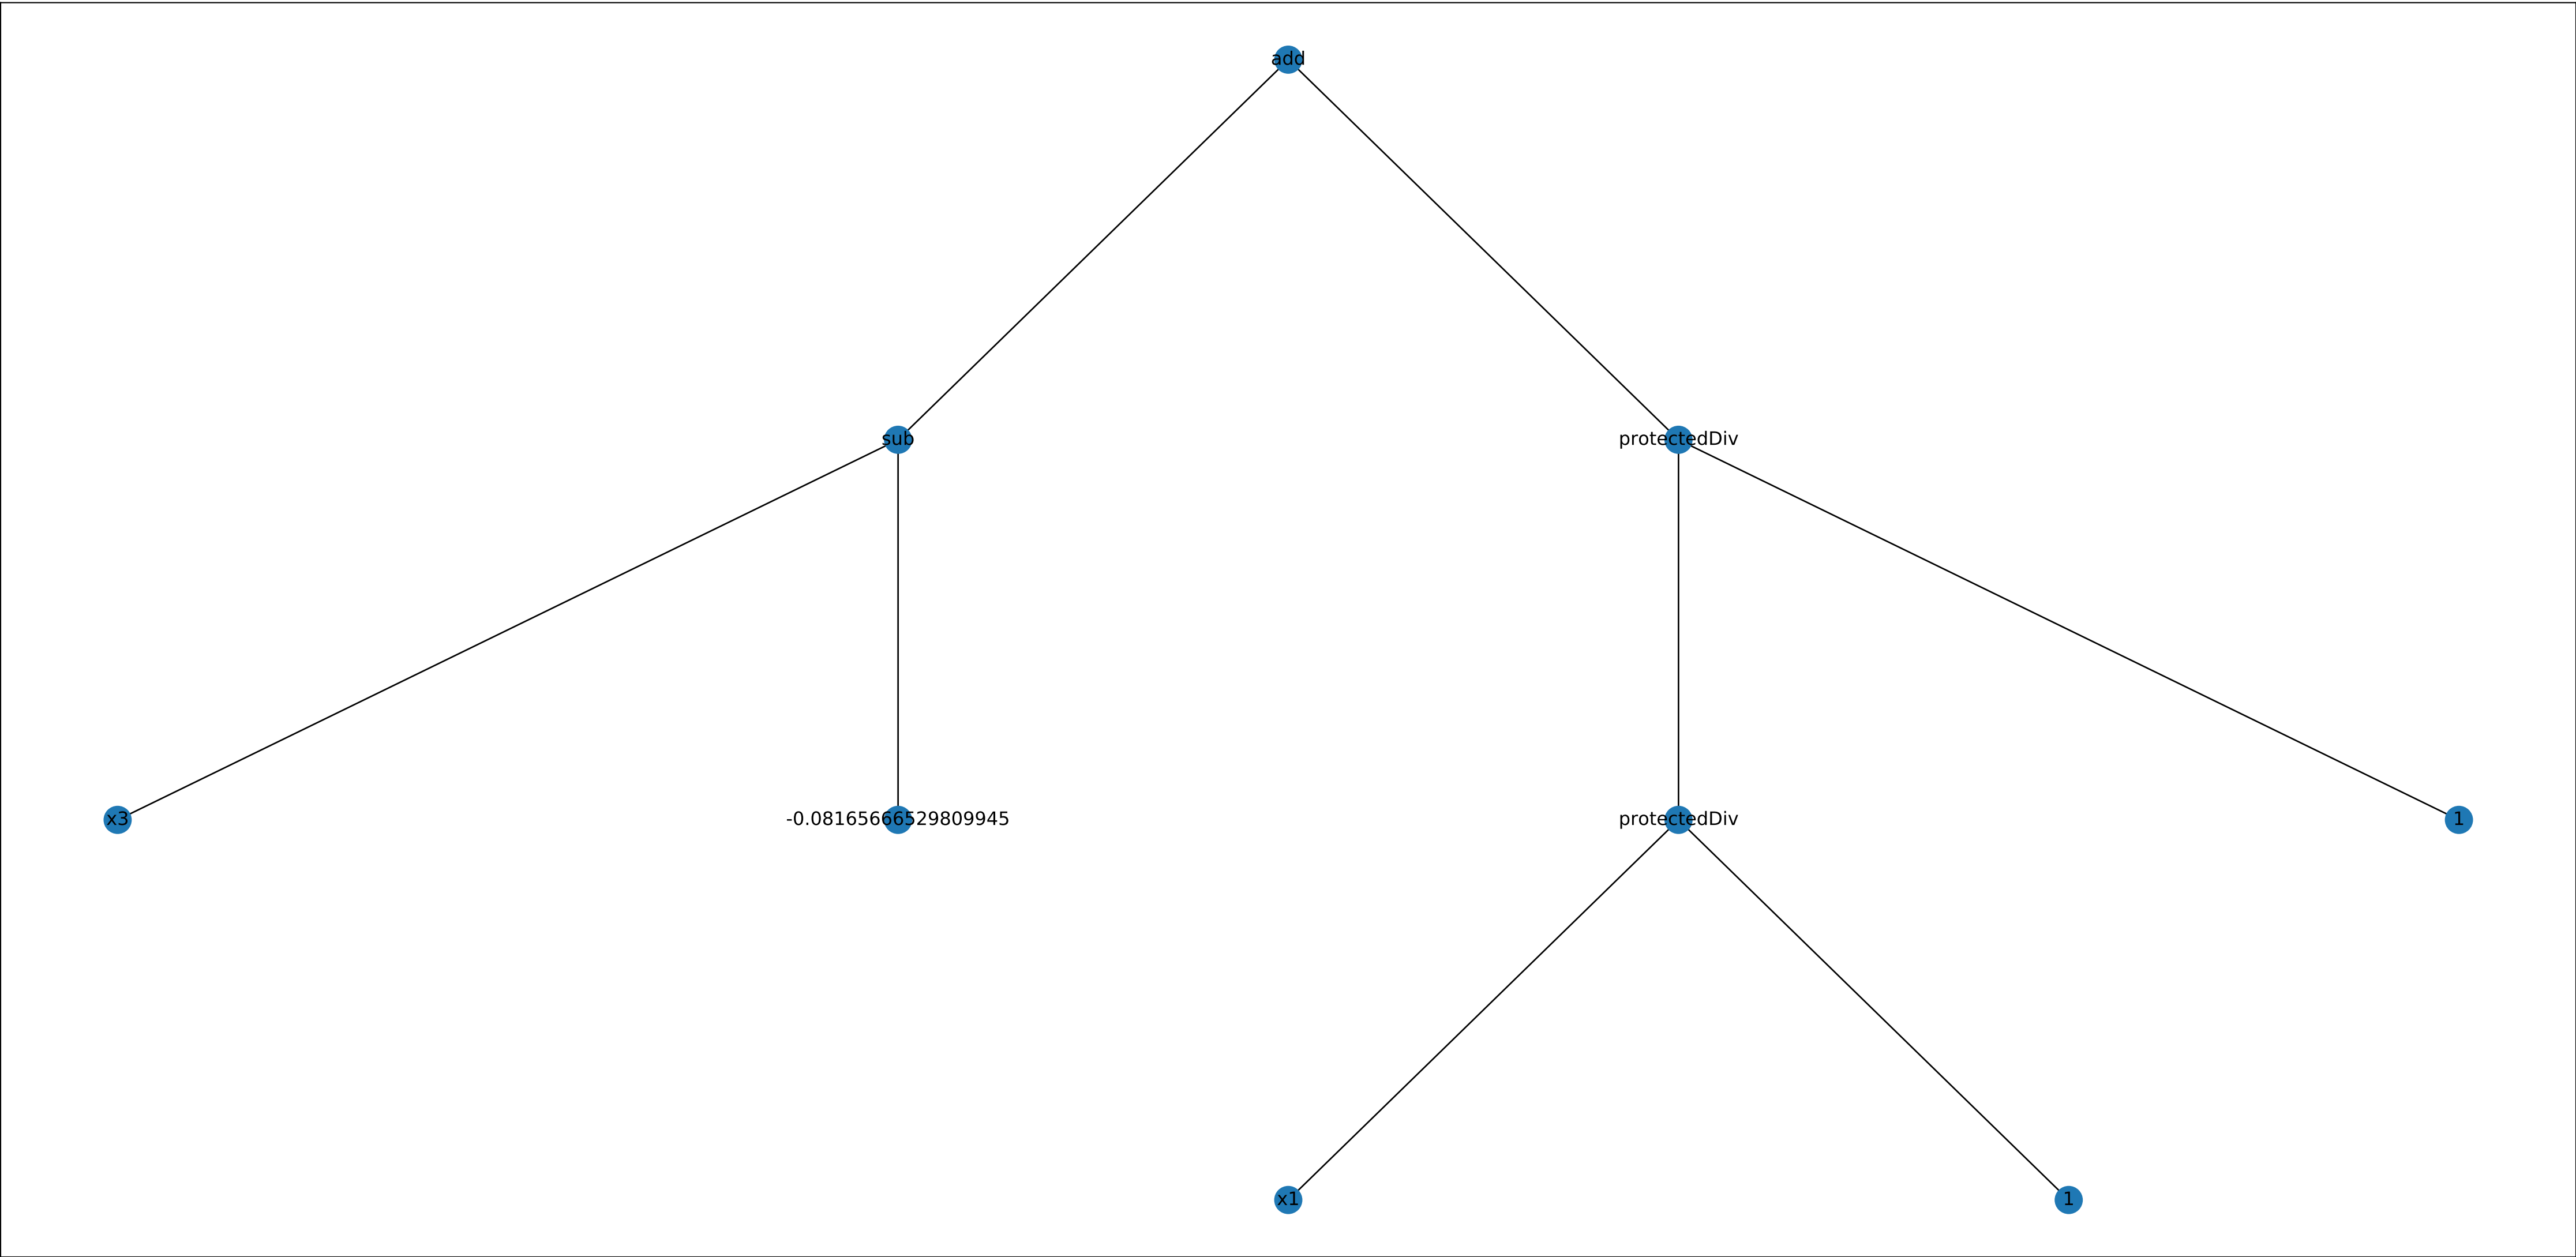 add
sub
protectedDiv
x3
-0.08165666529809945
protectedDiv
1
x1
1